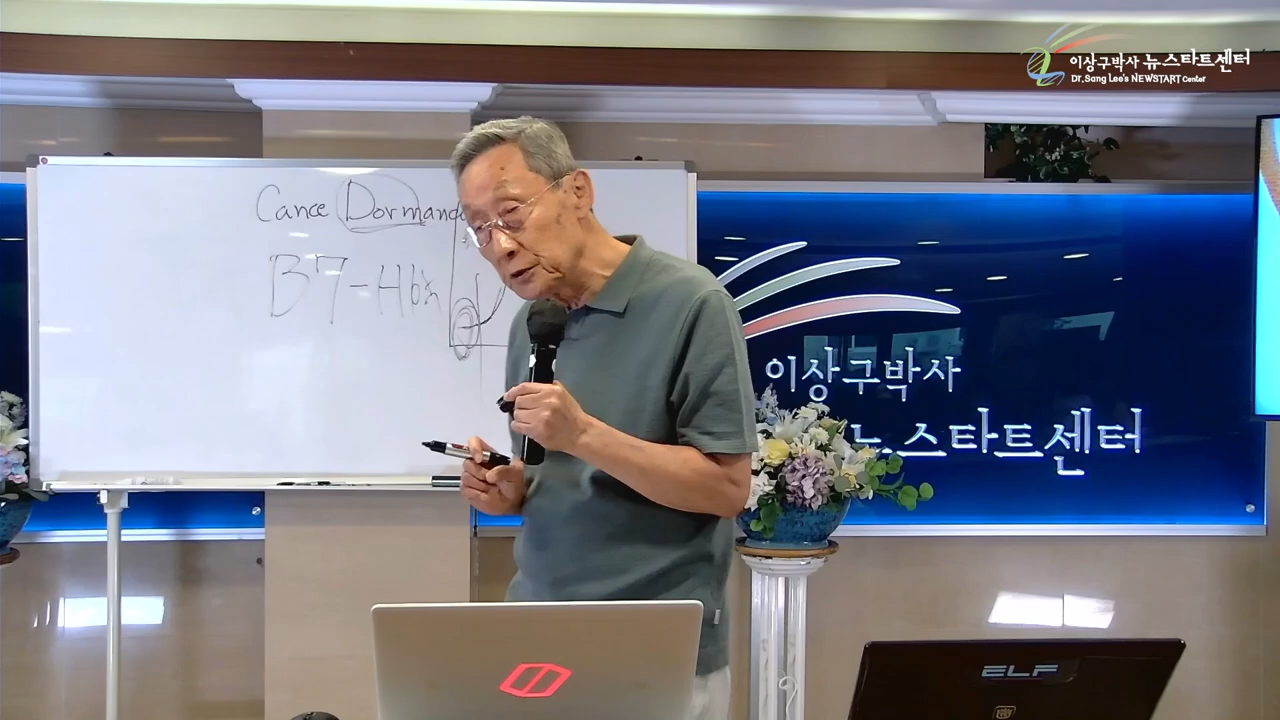 이상구박사 뉴스타트센터
Dr. Sang Lee's NEWSTART Center
Cance Dormanc
B7-H6x
이상구박사
뉴스타트센터
ELF